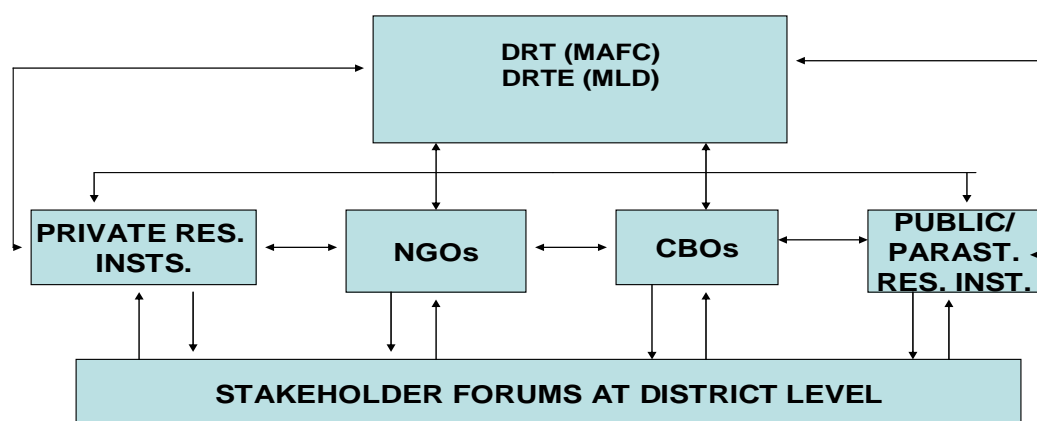 DRT (MAFC)
DRTE (MLD)
PRIVATE RES.
INSTS.
NGOs
CBOs
PUBLIC/
PARAST.
RES. INST.
STAKEHOLDER FORUMS AT DISTRICT LEVEL